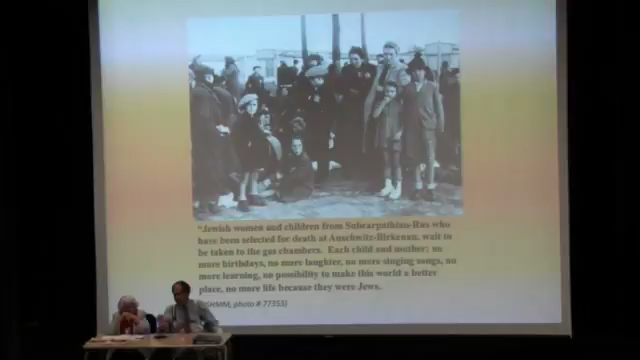 "Jewish women and children from Subcarpathian-Rus who
have been selected for death at Auschwitz-Birkenau, wait to
be taken to the gas chambers. Each child and mother: no
more birthdays, no more laughter, no more singing songs, no
more learning, no possibility to make this world a better
place, no more life because they were Jews.
USHMM, photo # 77353)